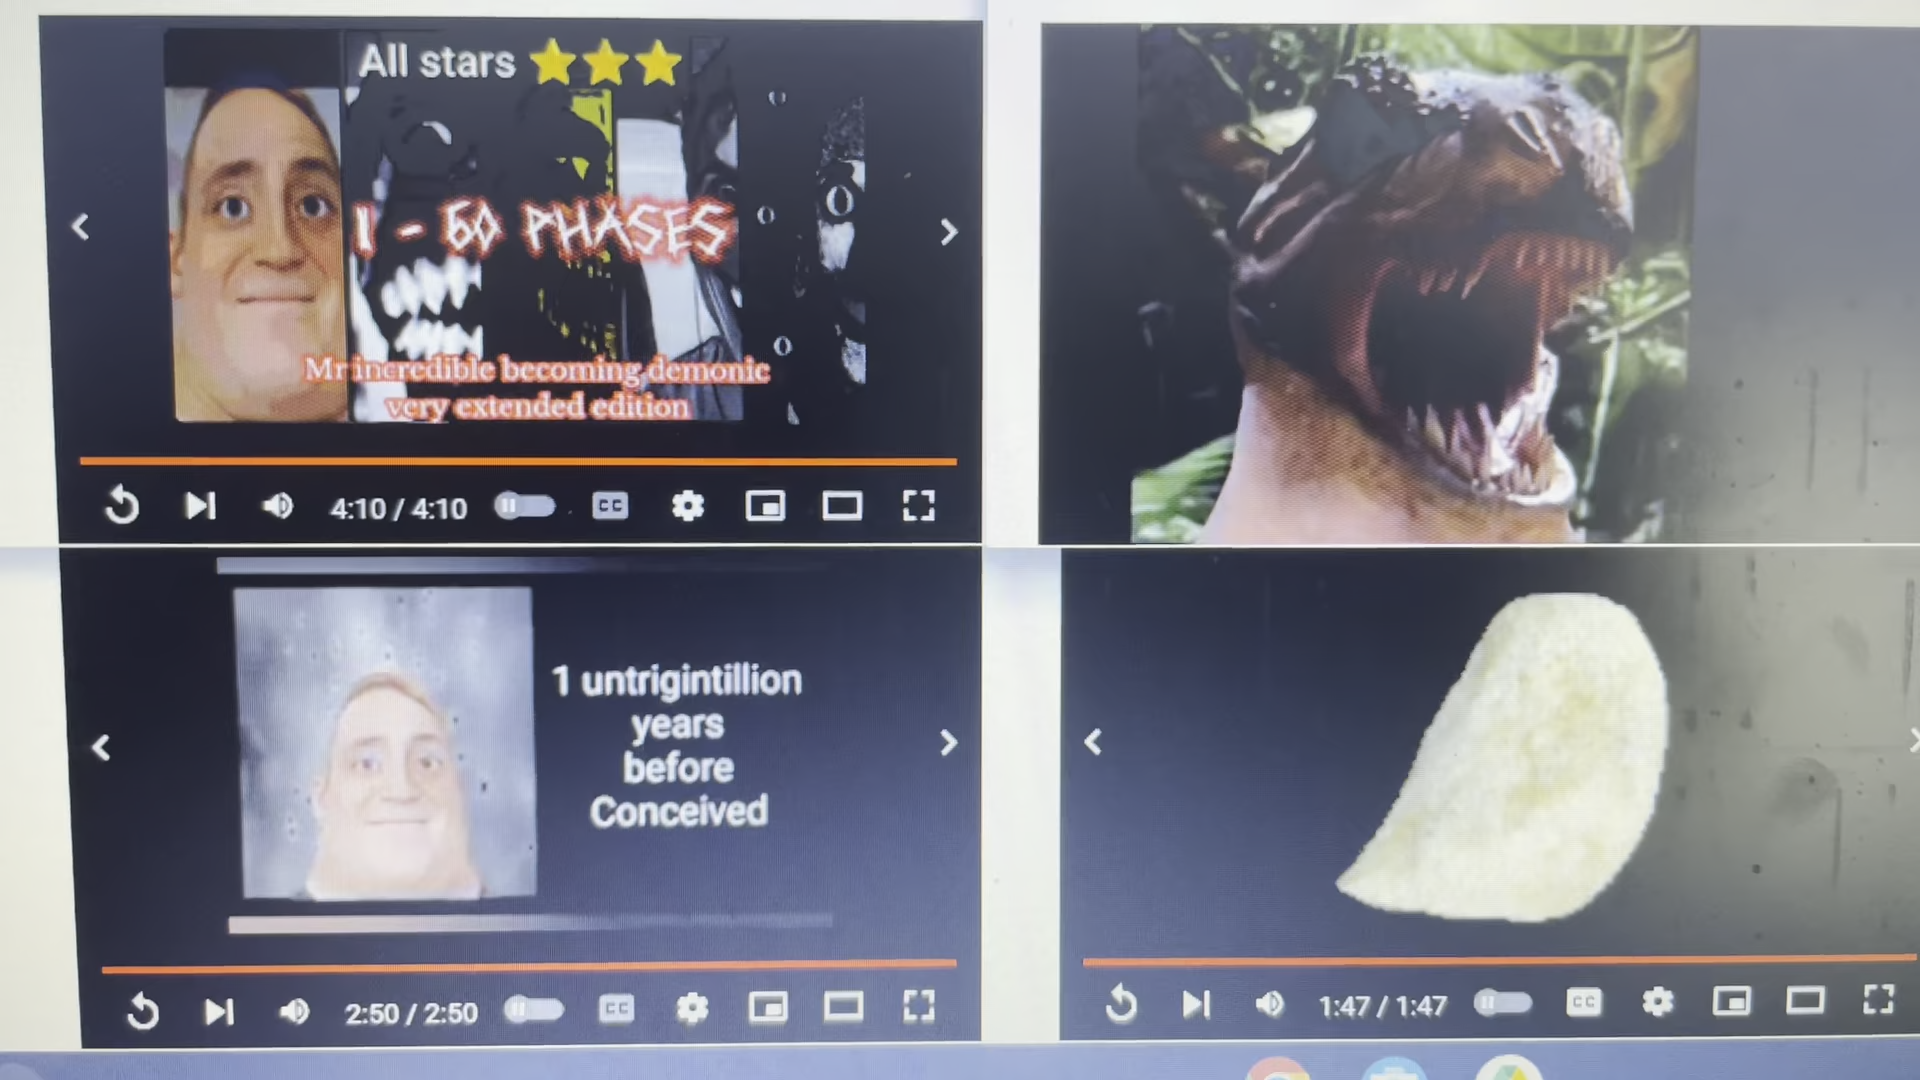 All stars
1 - 60 PHASES
Mr incredible becoming demonic
very extended edition
4:10 / 4:10
CC
1 untrigintillion
years
before
Conceived
2:50 / 2:50
CC
1:47 / 1:47
CC